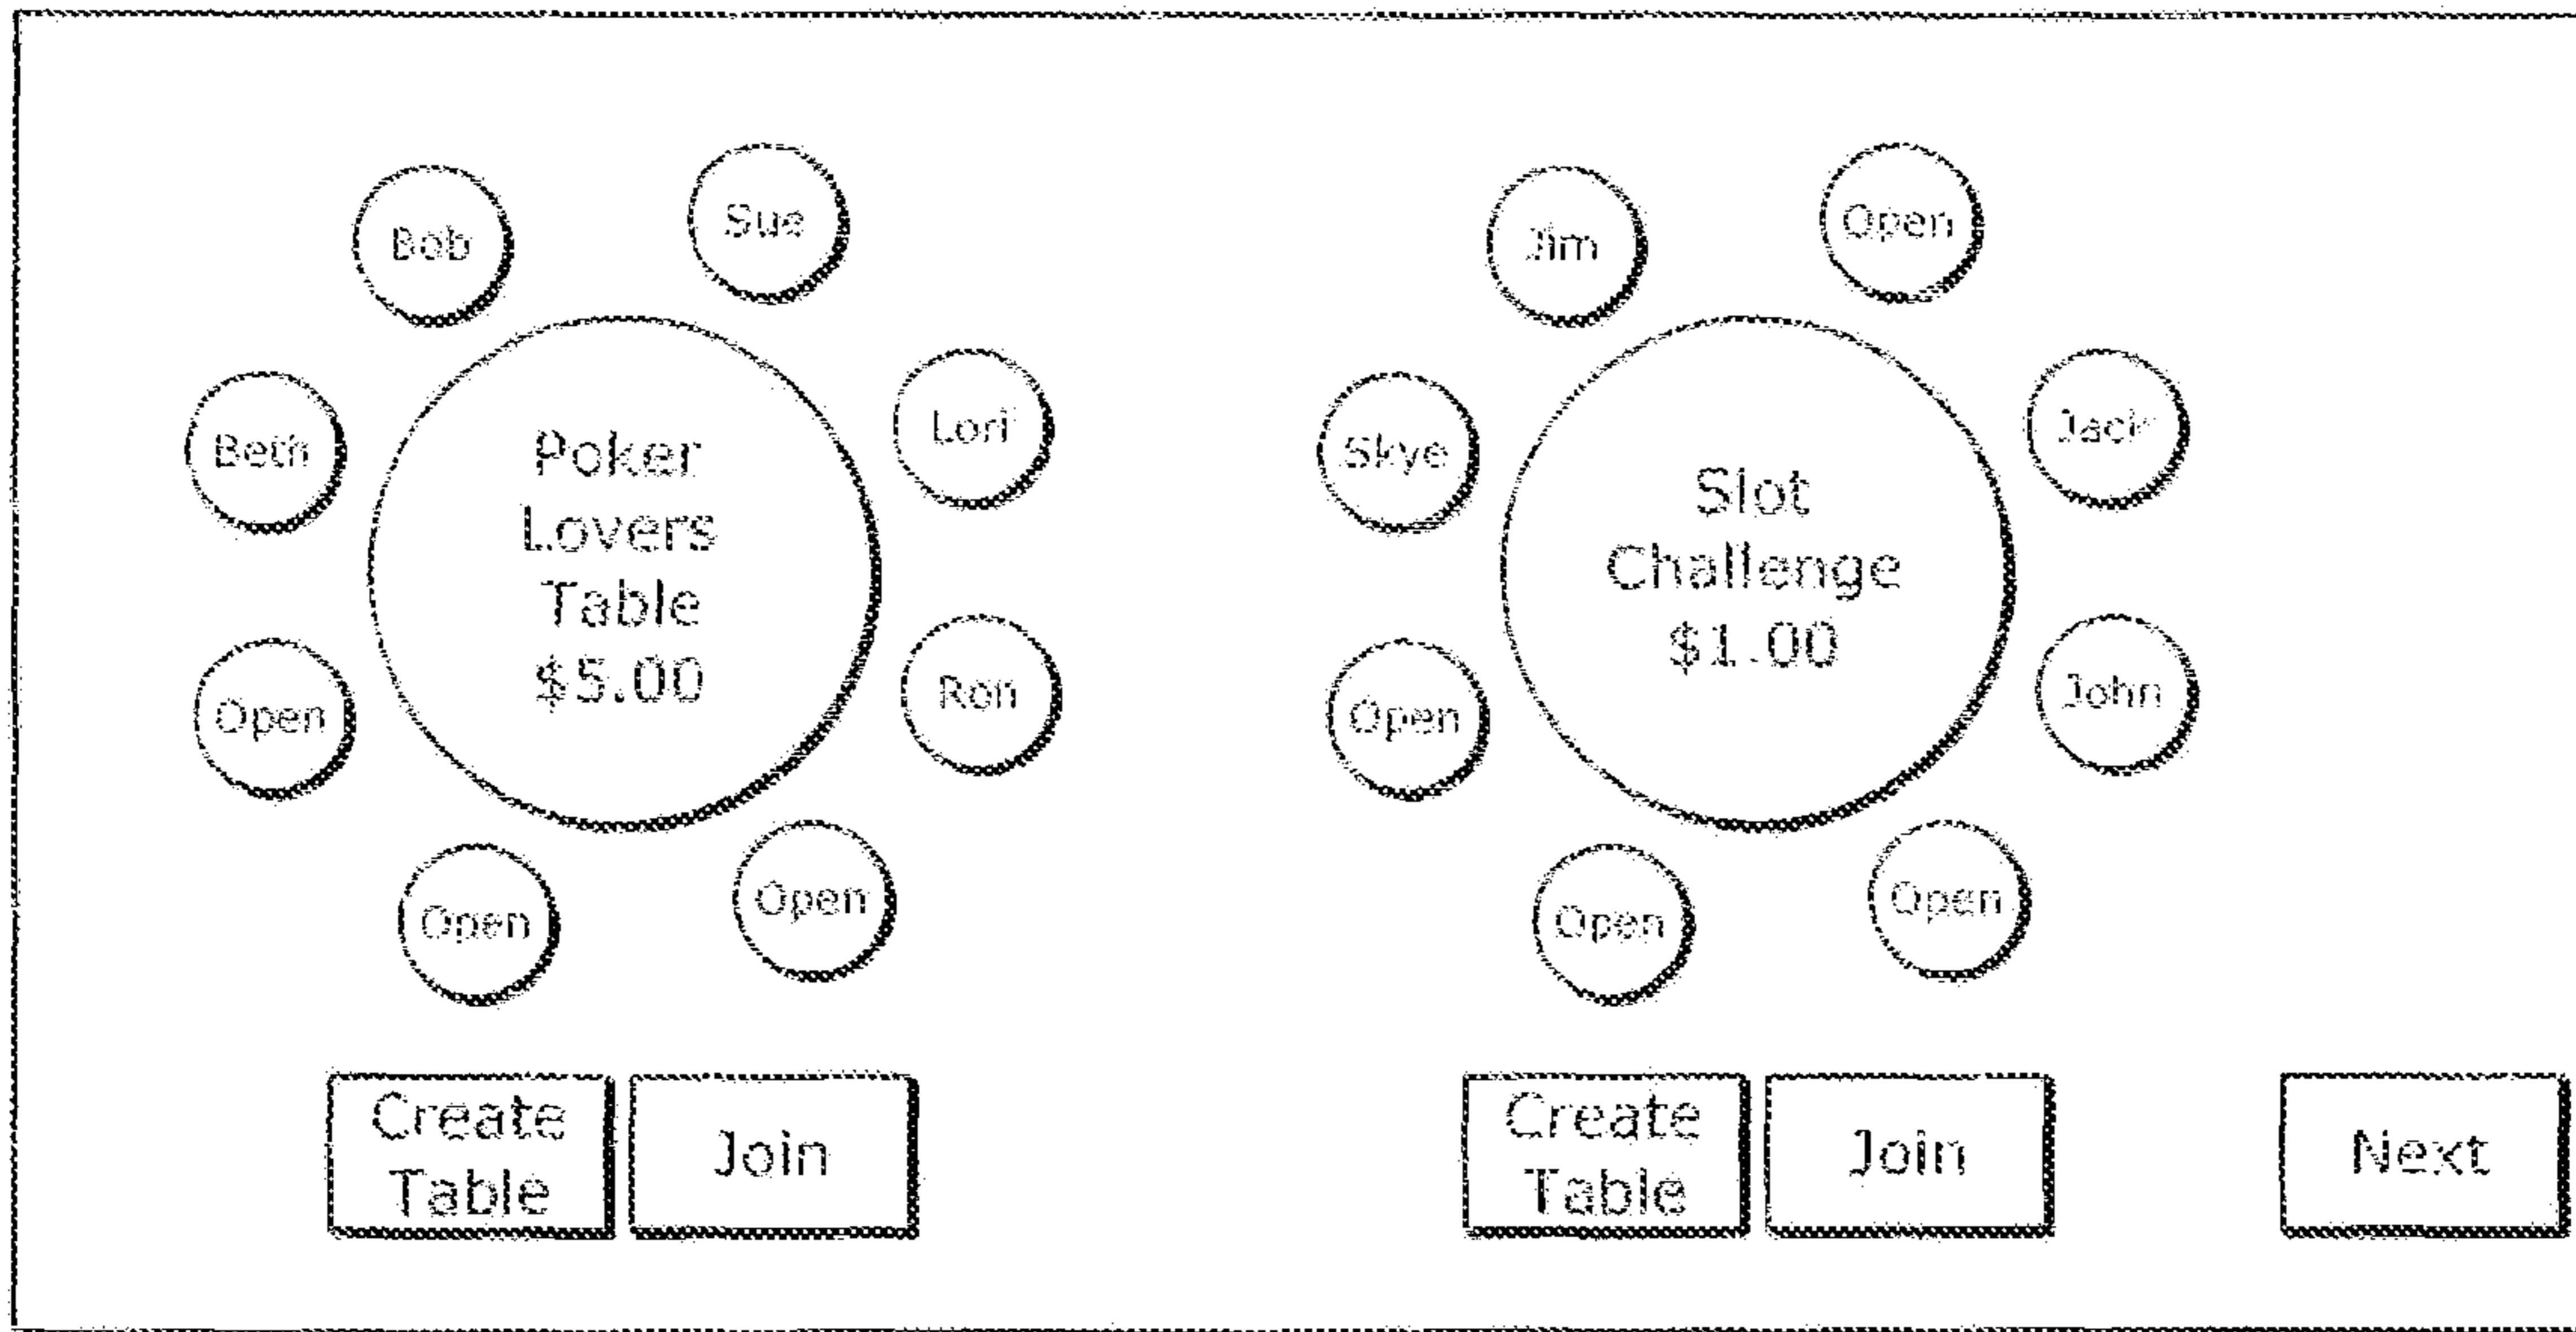 Bob
Sue
Beth
Lori
Poker
Lovers
Table
$5.00
Open
Ron
Open
Open
Create
Table
Join
Jim
Open
Skye
Jack
Slot
Challenge
$1.00
Open
John
Open
Open
Create
Table
Join
Next